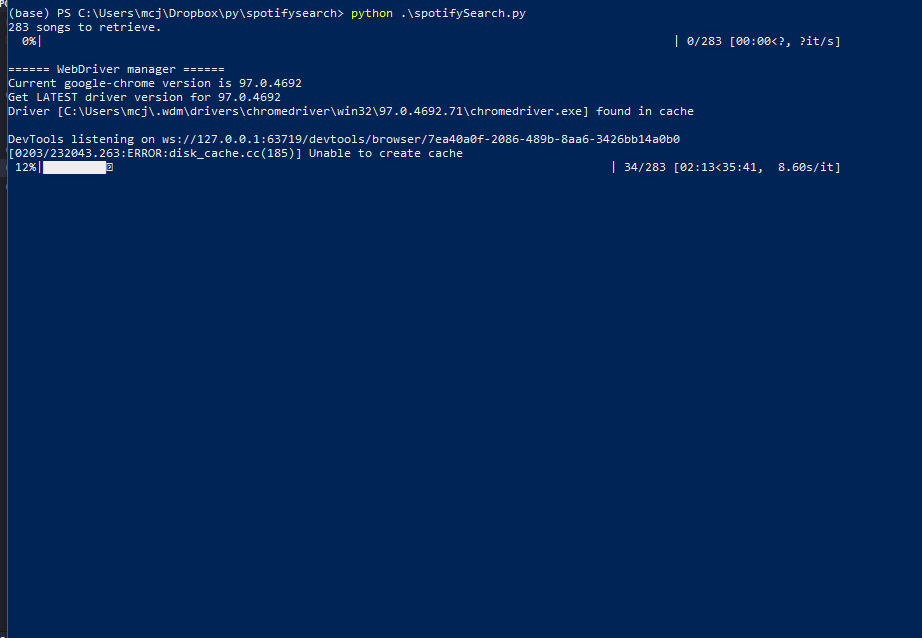 (base) PS C:\Users\mcj\Dropbox\py\spotifysearch> python .\spotifySearch.py
283 songs to retrieve.
0%| | 0/283 [00:00<?, ?it/s]
====== WebDriver manager ======
Current google-chrome version is 97.0.4692
Get LATEST driver version for 97.0.4692
Driver [C:\Users\mcj\.wdm\drivers\chromedriver\win32\97.0.4692.71\chromedriver.exe] found in cache
DevTools listening on ws://127.0.0.1:63719/devtools/browser/7ea40a0f-2086-489b-8aa6-3426bb14a0b0
[0203/232043.263:ERROR:disk_cache.cc(185)] Unable to create cache
12%| | 34/283 [02:13<35:41, 8.60s/it]